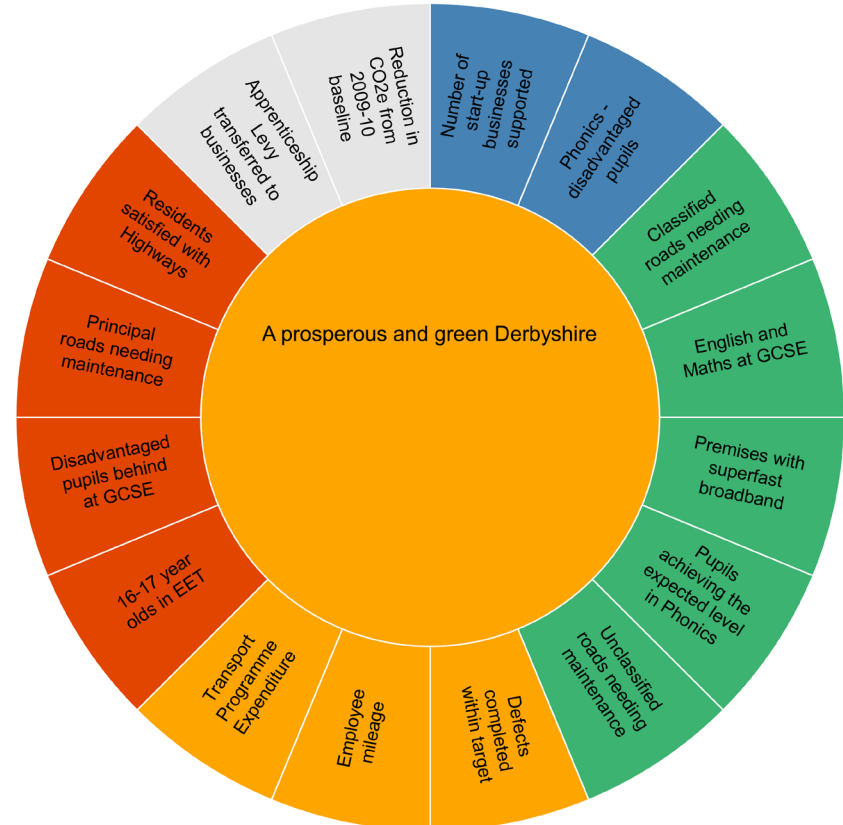 A prosperous and green Derbyshire
Number of
start-up
businesses
supported
Phonics -
disadvantaged
pupils
Classified
roads needing
maintenance
English and
Maths at GCSE
Premises with
superfast
broadband
Pupils
achieving the
expected level
in Phonics
Unclassified
roads needing
maintenance
Defects
completed
within target
Employee
mileage
Transport
Programme
Expenditure
16-17 year
olds in EET
Disadvantaged
pupils behind
at GCSE
Principal
roads needing
maintenance
Residents
satisfied with
Highways
Apprenticeship
Levy
transferred to
businesses
Reduction in
CO2e from
2009-10
baseline